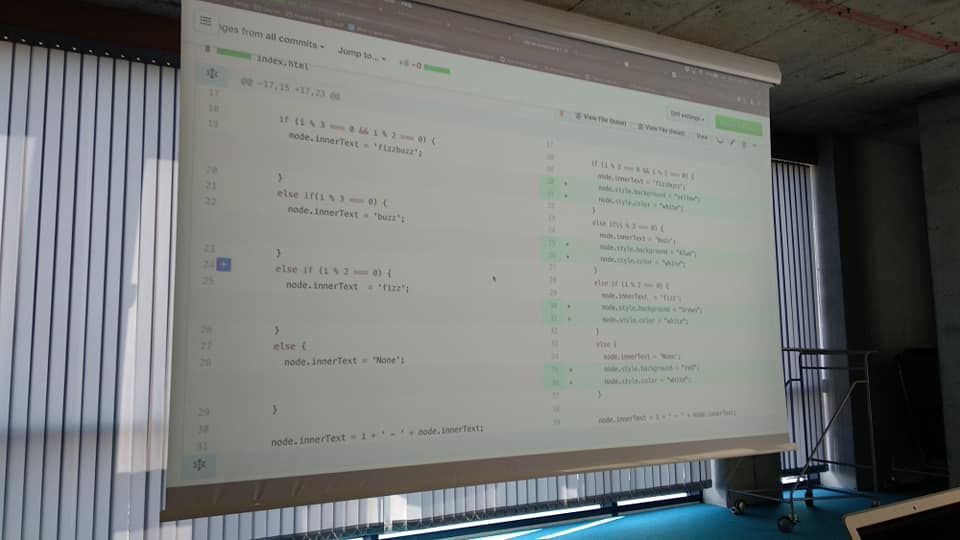 ges from all commits
Jump to...
+8 −0
8
index.html
@@ -17,15 +17,23 @@
View File (base)
View File (head)
Diff settings
View
17
18
19 if (i % 3 === 0 && i % 2 === 0) {
node.innerText = 'fizzbuzz';
20 }
21 else if(i % 3 === 0) {
22 node.innerText = 'buzz';
23 }
24 else if (i % 2 === 0) {
25 node.innerText = 'fizz';
26 }
27 else {
28 node.innerText = 'None';
29 }
30
31 node.innerText = i + ' - ' + node.innerText;
if (i % 3 === 0 && i % 2 === 0) {
node.innerText = 'fizzbuzz';
+ node.style.background = "yellow";
+ node.style.color = "white";
}
else if(i % 3 === 0) {
node.innerText = 'buzz';
+ node.style.background = "blue";
+ node.style.color = "white";
}
else if (i % 2 === 0) {
node.innerText = 'fizz';
+ node.style.background = "brown"
+ node.style.color = "white";
}
else {
node.innerText = 'None';
+ node.style.background = "red";
+ node.style.color = "white";
}
node.innerText = i + ' - ' + node.innerText;